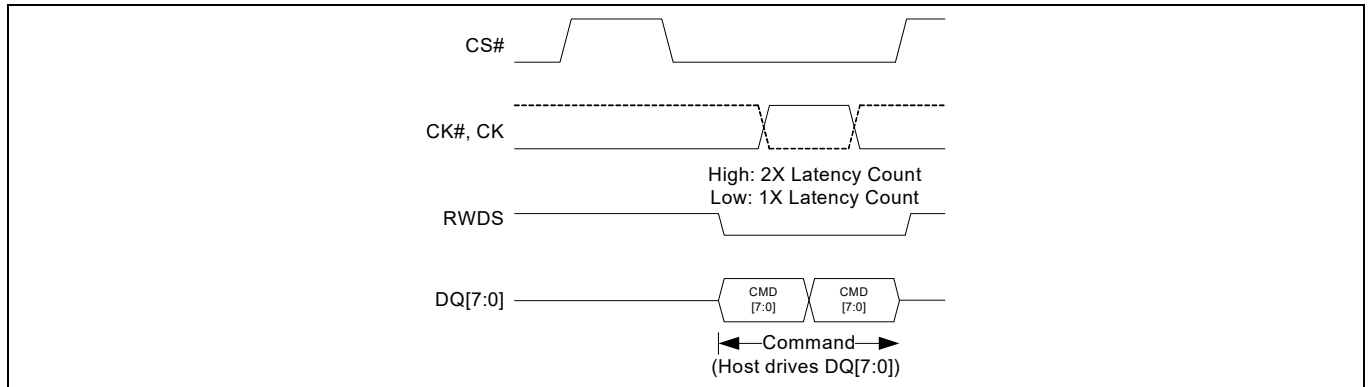 CS#
CK#, CK
High: 2X Latency Count
Low: 1X Latency Count
RWDS
DQ[7:0]
CMD
[7:0]
CMD
[7:0]
Command
(Host drives DQ[7:0])